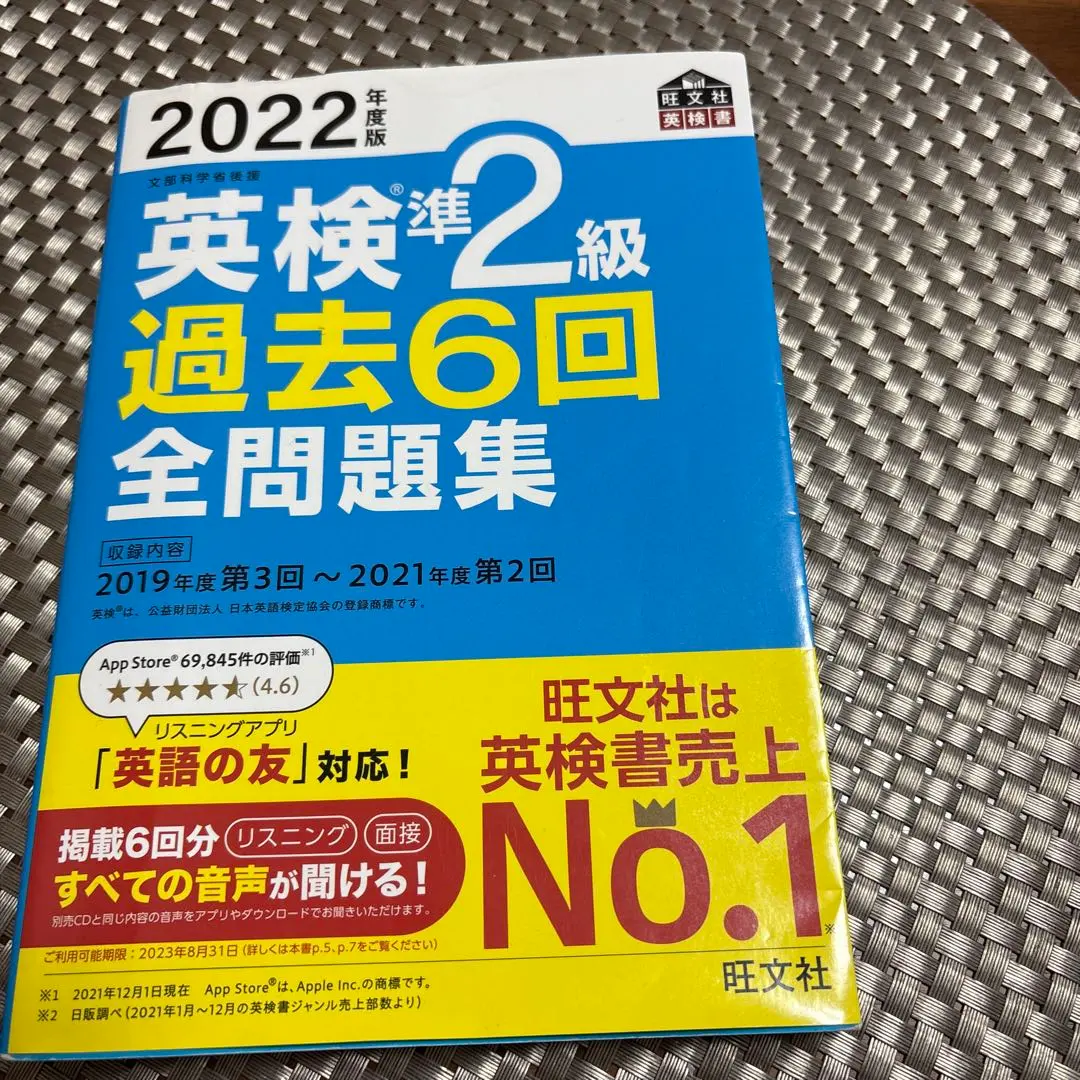 2022年度版
旺文社
英検書
文部科学省後援
英検®準2級
過去6回
全問題集
収録内容
2019年度 第3回 ～ 2021年度 第2回
英検®は、公益財団法人 日本英語検定協会の登録商標です。
App Store® 69,845件の評価※1
★★★★⯪(4.6)
リスニングアプリ
「英語の友」対応!
掲載6回分 リスニング 面接
すべての音声が聞ける!
別売CDと同じ内容の音声をアプリやダウンロードでお聞きいただけます。
ご利用可能期限：2023年8月31日（詳しくは本書p.5、p.7をご覧ください）
旺文社は
英検書売上
No.1※
※1 2021年12月1日現在 App Store®は、Apple Inc.の商標です。
※2 日販調べ（2021年1月～12月の英検書ジャンル売上部数より）
旺文社